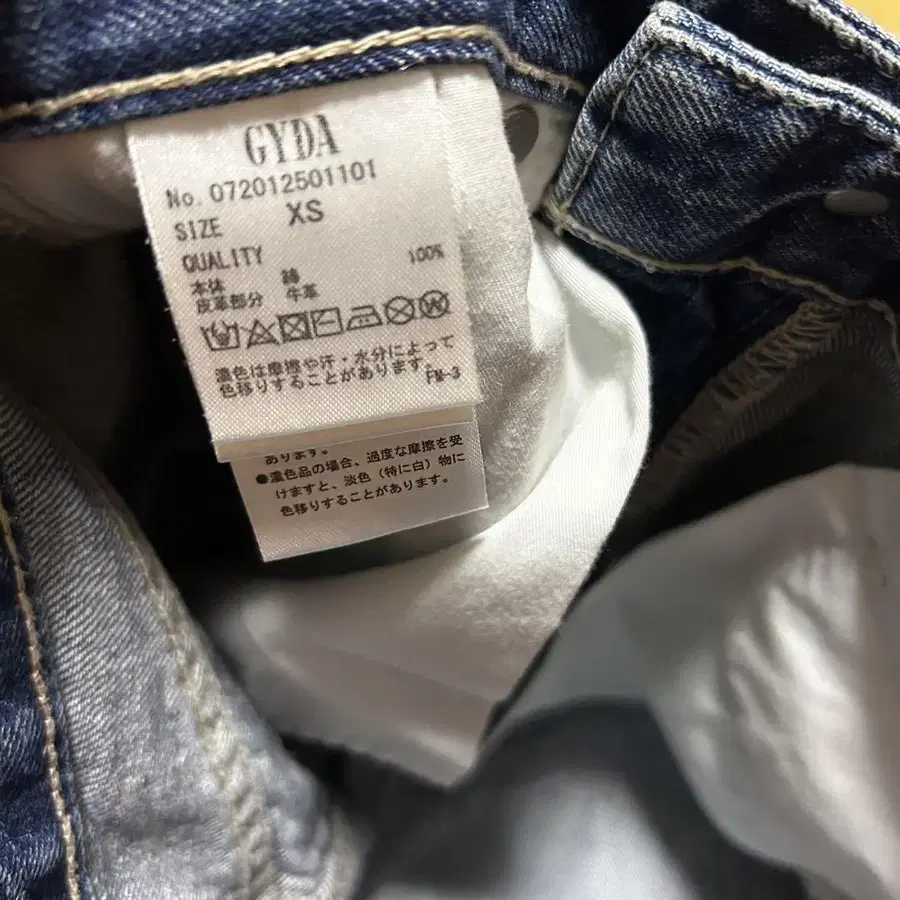 GYDA
No. 072012501101
SIZE XS
QUALITY
本体 綿 100%
皮革部分 牛革
濃色は摩擦や汗・水分によって
色移りすることがあります。
FM-3
あります。
●濃色品の場合、過度な摩擦を受
けますと、淡色（特に白）物に
色移りすることがあります。